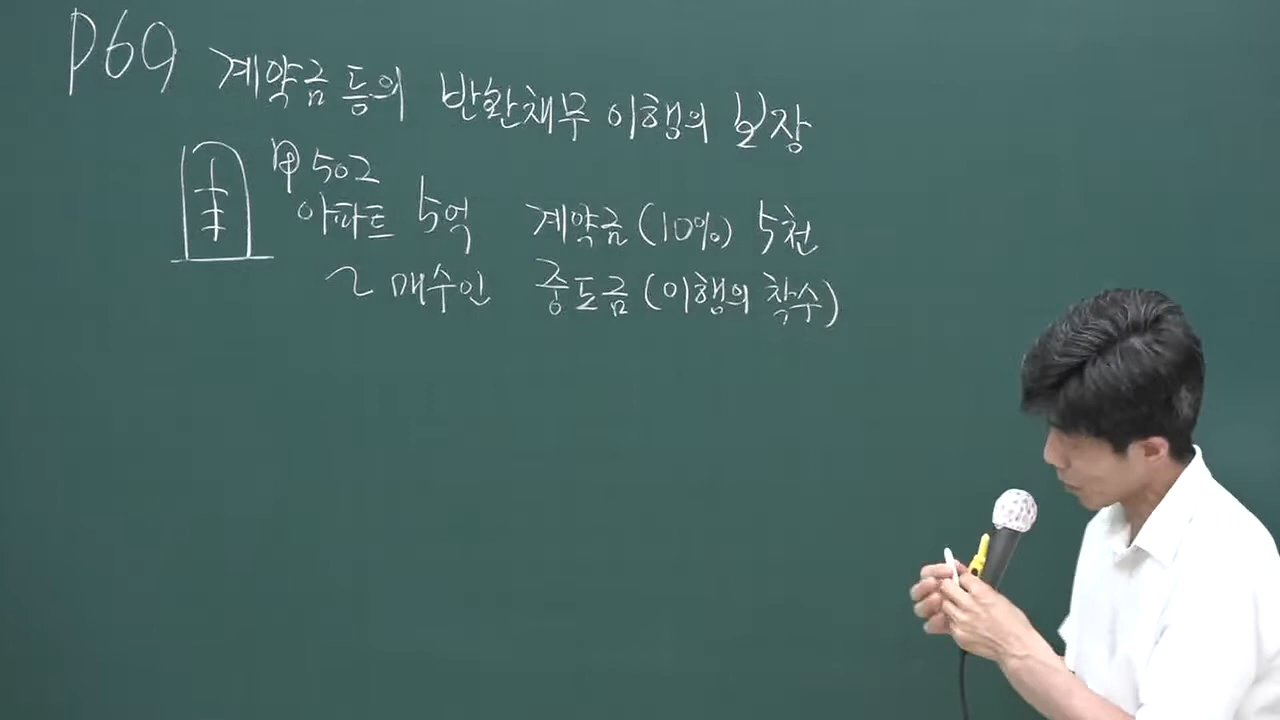 P69 계약금 등의 반환채무 이행의 보장
甲 502
아파트 5억 계약금 (10%) 5천
乙 매수인 중도금 (이행의 착수)